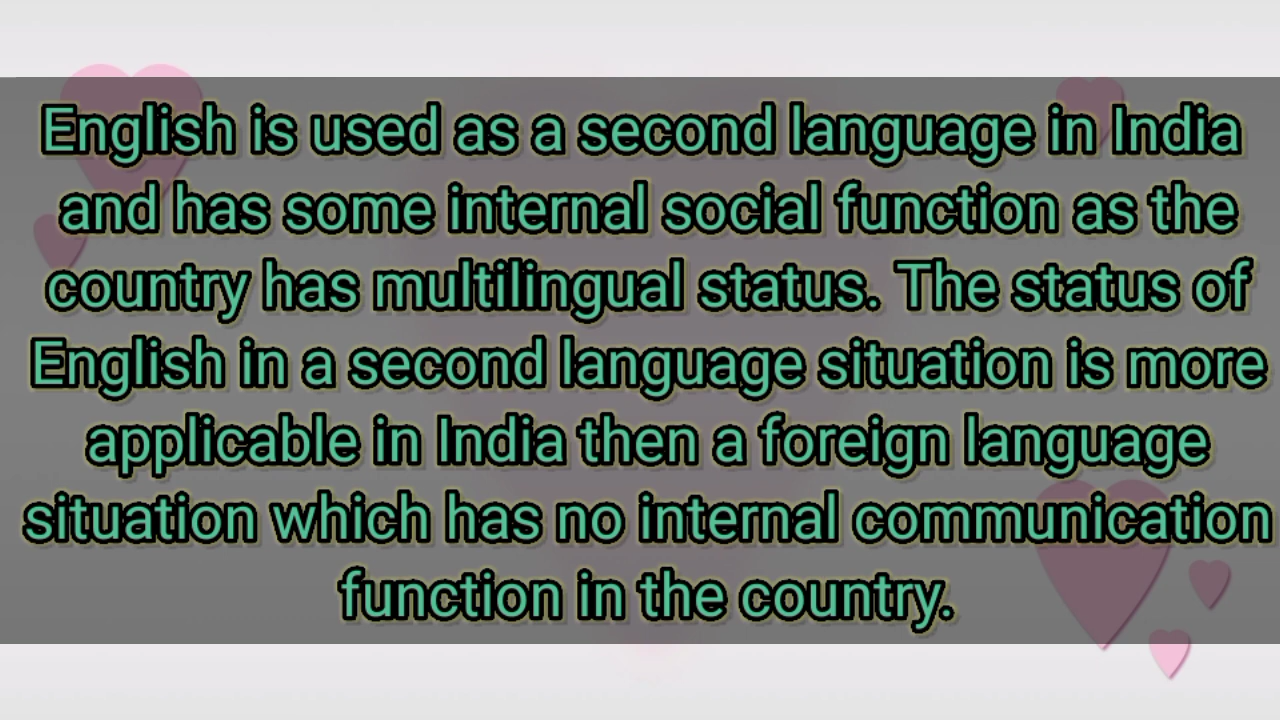 English is used as a second language in India
and has some internal social function as the
country has multilingual status. The status of
English in a second language situation is more
applicable in India then a foreign language
situation which has no internal communication
function in the country.